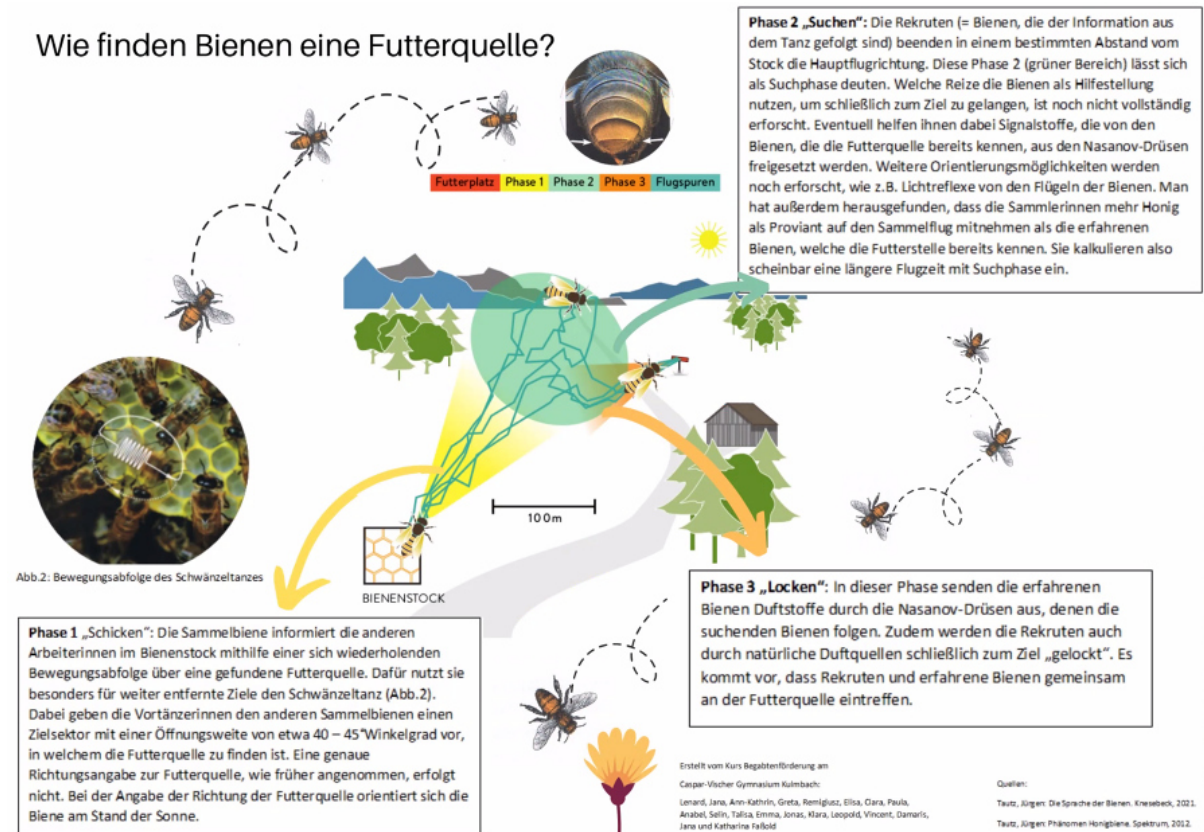 Wie finden Bienen eine Futterquelle?
Futterplatz Phase 1 Phase 2 Phase 3 Flugspuren
Phase 2 „Suchen“: Die Rekruten (= Bienen, die der Information aus
dem Tanz gefolgt sind) beenden in einem bestimmten Abstand vom
Stock die Hauptflugrichtung. Diese Phase 2 (grüner Bereich) lässt sich
als Suchphase deuten. Welche Reize die Bienen als Hilfestellung
nutzen, um schließlich zum Ziel zu gelangen, ist noch nicht vollständig
erforscht. Eventuell helfen ihnen dabei Signalstoffe, die von den
Bienen, die die Futterquelle bereits kennen, aus den Nasanov-Drüsen
freigesetzt werden. Weitere Orientierungsmöglichkeiten werden
noch erforscht, wie z.B. Lichtreflexe von den Flügeln der Bienen. Man
hat außerdem herausgefunden, dass die Sammlerinnen mehr Honig
als Proviant auf den Sammelflug mitnehmen als die erfahrenen
Bienen, welche die Futterstelle bereits kennen. Sie kalkulieren also
scheinbar eine längere Flugzeit mit Suchphase ein.
100m
BIENENSTOCK
Abb.2: Bewegungsabfolge des Schwänzeltanzes
Phase 1 „Schicken“: Die Sammelbiene informiert die anderen
Arbeiterinnen im Bienenstock mithilfe einer sich wiederholenden
Bewegungsabfolge über eine gefundene Futterquelle. Dafür nutzt sie
besonders für weiter entfernte Ziele den Schwänzeltanz (Abb.2).
Dabei geben die Vortänzerinnen den anderen Sammelbienen einen
Zielsektor mit einer Öffnungsweite von etwa 40 – 45°Winkelgrad vor,
in welchem die Futterquelle zu finden ist. Eine genaue
Richtungsangabe zur Futterquelle, wie früher angenommen, erfolgt
nicht. Bei der Angabe der Richtung der Futterquelle orientiert sich die
Biene am Stand der Sonne.
Phase 3 „Locken“: In dieser Phase senden die erfahrenen
Bienen Duftstoffe durch die Nasanov-Drüsen aus, denen die
suchenden Bienen folgen. Zudem werden die Rekruten auch
durch natürliche Duftquellen schließlich zum Ziel „gelockt“. Es
kommt vor, dass Rekruten und erfahrene Bienen gemeinsam
an der Futterquelle eintreffen.
Erstellt vom Kurs Begabtenförderung am
Caspar-Vischer Gymnasium Kulmbach:
Lenard, Jana, Ann-Kathrin, Greta, Remigiusz, Elisa, Clara, Paula,
Anabel, Selin, Talisa, Emma, Jonas, Klara, Leopold, Vincent, Damaris,
Jana und Katharina Faßold
Quellen:
Tautz, Jürgen: Die Sprache der Bienen. Knesebeck, 2021.
Tautz, Jürgen: Phänomen Honigbiene. Spektrum, 2012.